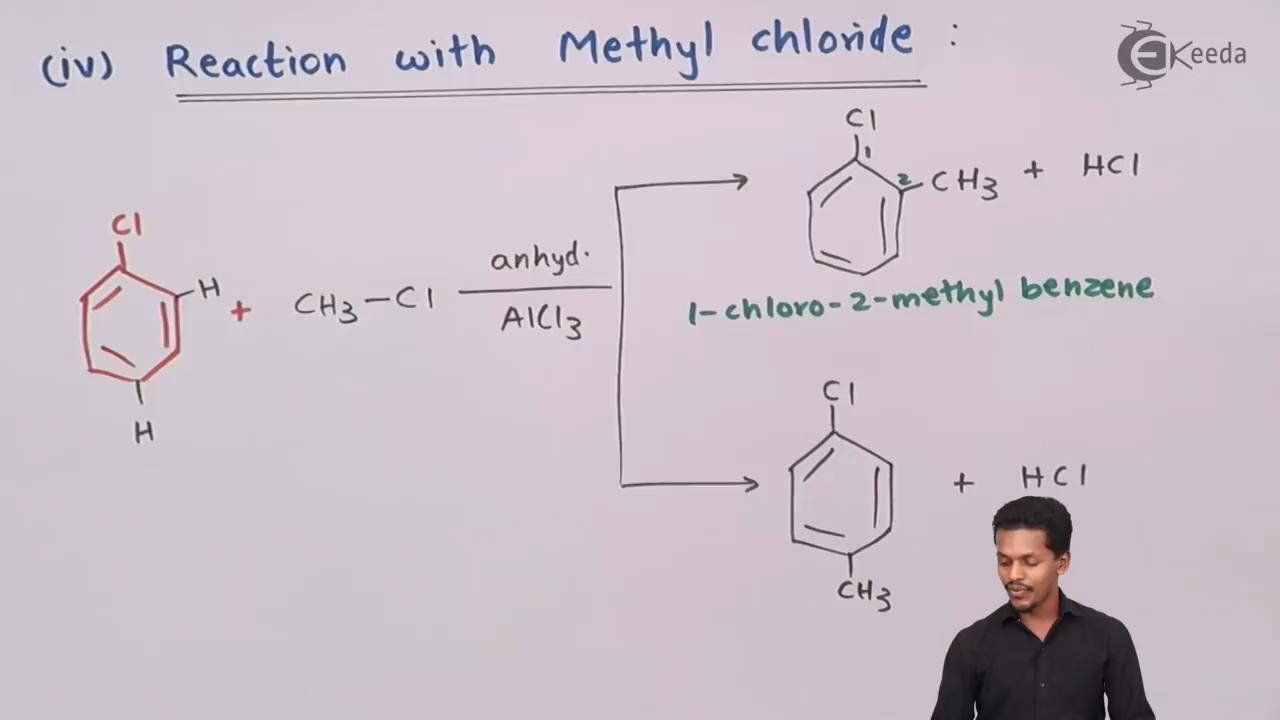 (iv) Reaction with Methyl chloride :
EKeeda
Cl
1
2 CH3 + HCl
Cl
H
+ CH3-Cl
anhyd.
AlCl3
1-chloro-2-methyl benzene
H
Cl
+ HCl
CH3